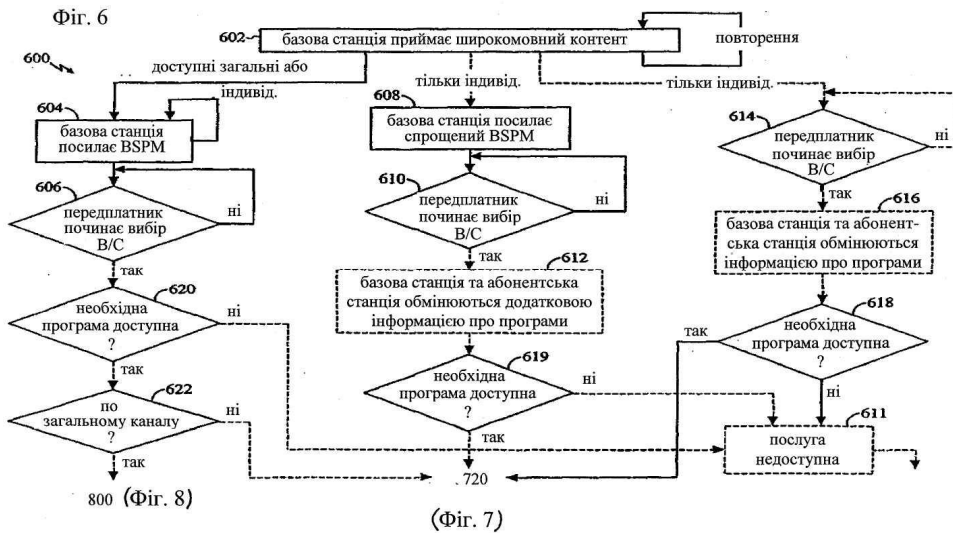 Фіг. 6
602
базова станція приймає широкомовний контент
повторення
600
доступні загальні або
індивід.
тільки індивід.
тільки індивід.
604
базова станція
посилає BSPM
608
базова станція посилає
спрощений BSPM
614
передплатник
починає вибір
B/C
ні
так
606
передплатник
починає вибір
B/C
ні
так
610
передплатник
починає вибір
B/C
ні
так
616
базова станція та абонент-
ська станція обмінюються
інформацією про програми
612
базова станція та абонентська
станція обмінюються додатковою
інформацією про програми
620
необхідна
програма доступна
?
ні
так
618
необхідна
програма доступна
?
так
ні
619
необхідна
програма доступна
?
ні
так
622
по
загальному каналу
?
ні
так
611
послуга
недоступна
800 (Фіг. 8)
720
(Фіг. 7)